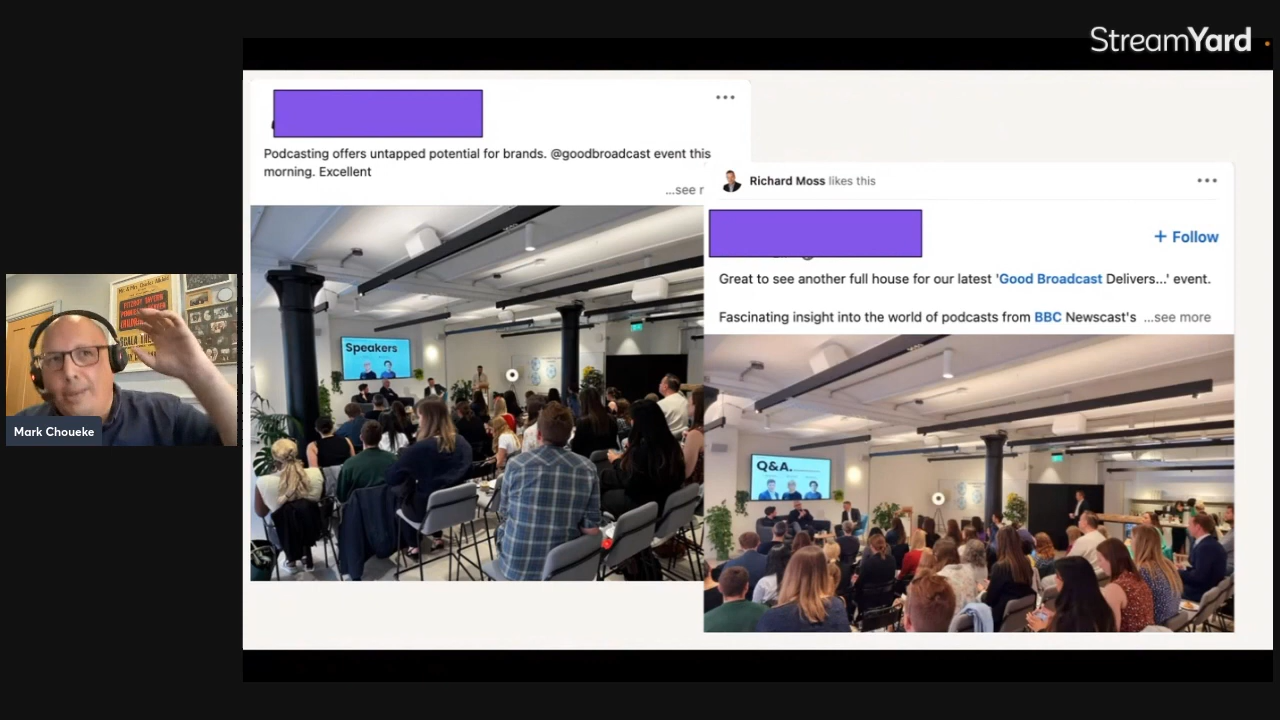 StreamYard
Podcasting offers untapped potential for brands. @goodbroadcast event this
morning. Excellent
...see r
Richard Moss likes this
+ Follow
Great to see another full house for our latest 'Good Broadcast Delivers...' event.
Fascinating insight into the world of podcasts from BBC Newscast's ...see more
Speakers
Q&A.
Mark Choueke
FITZROY TAVERN